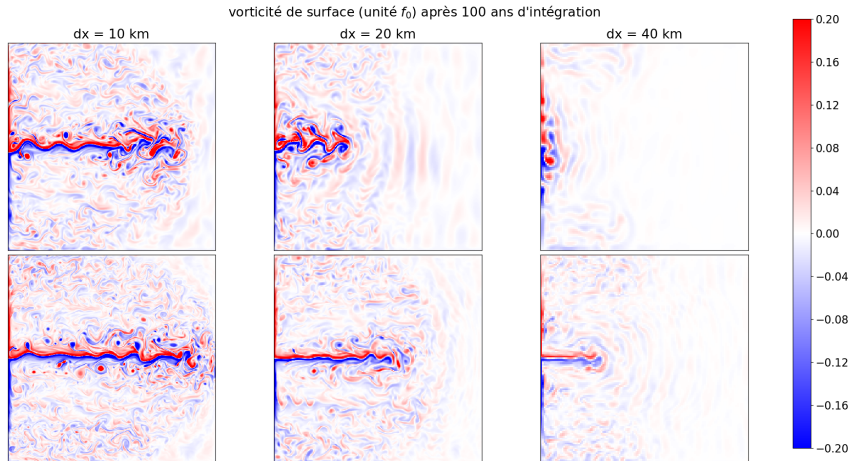 vorticité de surface (unité f₀) après 100 ans d'intégration
dx = 10 km
dx = 20 km
dx = 40 km
0.20
0.16
0.12
0.08
0.04
0.00
−0.04
−0.08
−0.12
−0.16
−0.20